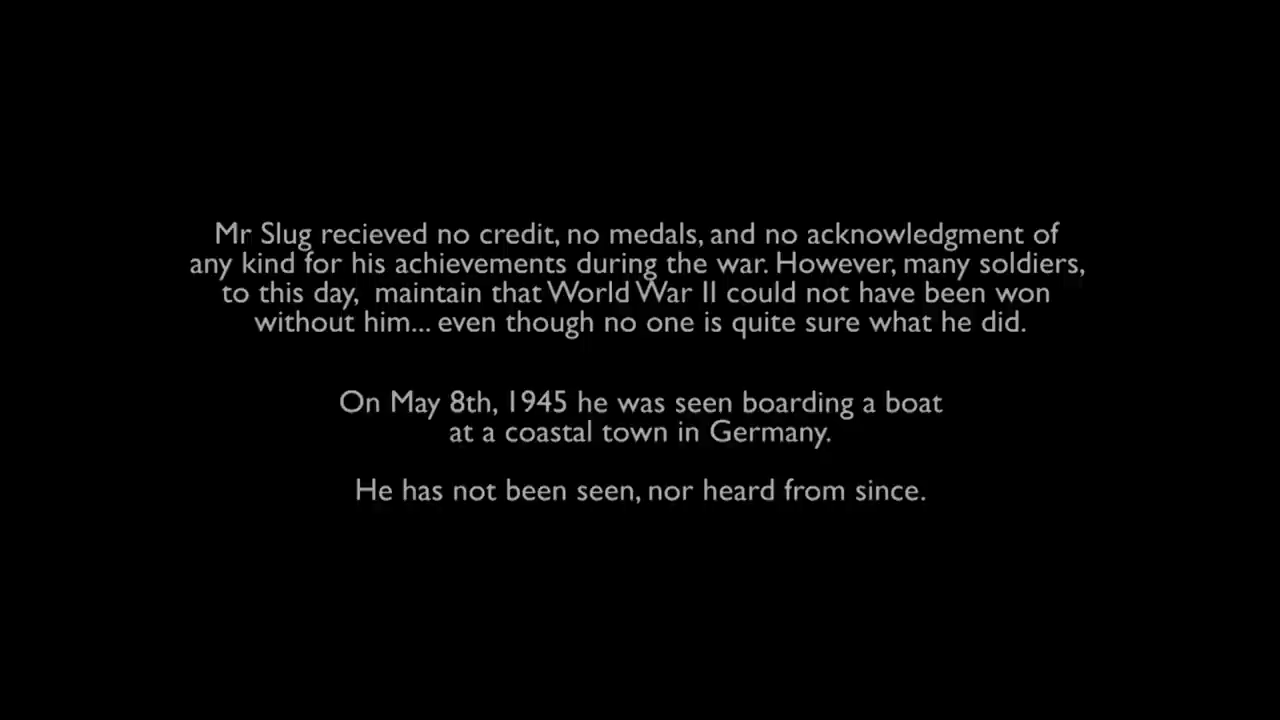 Mr Slug recieved no credit, no medals, and no acknowledgment of
any kind for his achievements during the war. However, many soldiers,
to this day,  maintain that World War II could not have been won
without him... even though no one is quite sure what he did.
On May 8th, 1945 he was seen boarding a boat
at a coastal town in Germany.
He has not been seen, nor heard from since.